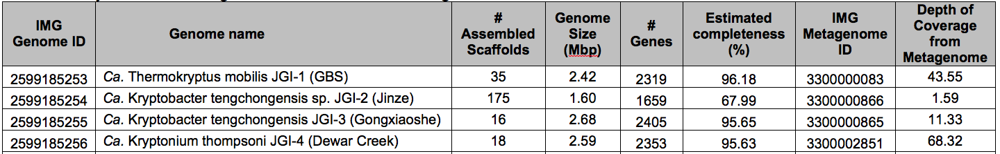 IMG Genome ID | Genome name | # Assembled Scaffolds | Genome Size (Mbp) | # Genes | Estimated completeness (%) | IMG Metagenome ID | Depth of Coverage from Metagenome
2599185253 | Ca. Thermokryptus mobilis JGI-1 (GBS) | 35 | 2.42 | 2319 | 96.18 | 3300000083 | 43.55
2599185254 | Ca. Kryptobacter tengchongensis sp. JGI-2 (Jinze) | 175 | 1.60 | 1659 | 67.99 | 3300000866 | 1.59
2599185255 | Ca. Kryptobacter tengchongensis JGI-3 (Gongxiaoshe) | 16 | 2.68 | 2405 | 95.65 | 3300000865 | 11.33
2599185256 | Ca. Kryptonium thompsoni JGI-4 (Dewar Creek) | 18 | 2.59 | 2353 | 95.63 | 3300002851 | 68.32